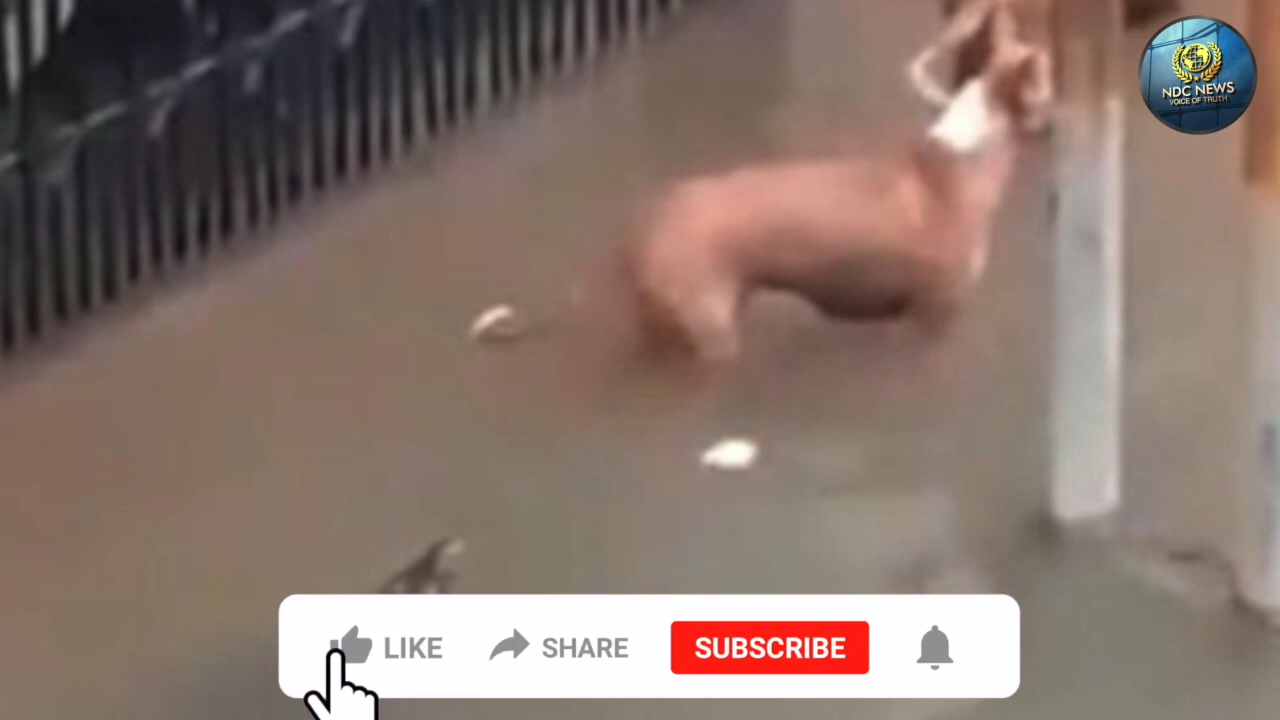 NDC NEWS
VOICE OF TRUTH
LIKE
SHARE
SUBSCRIBE